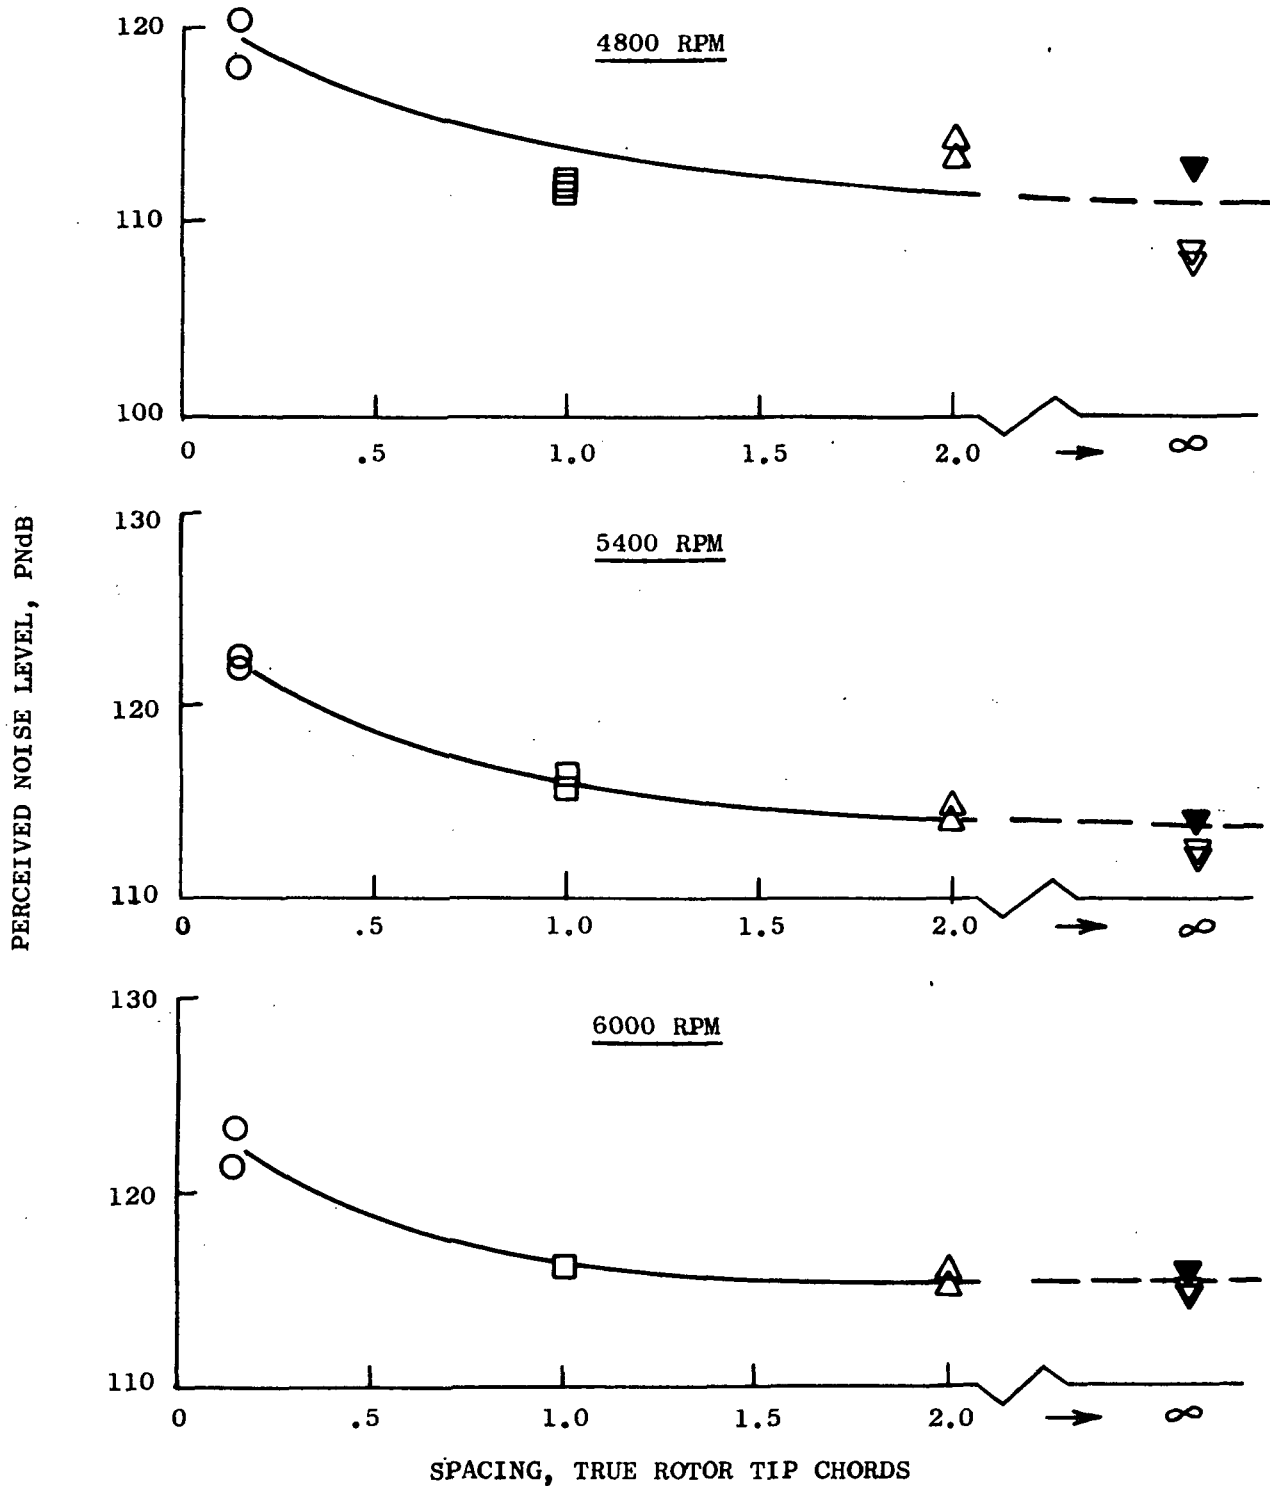 120
4800 RPM
110
100
0 .5 1.0 1.5 2.0 → ∞
PERCEIVED NOISE LEVEL, PNdB
130
5400 RPM
120
110
0 .5 1.0 1.5 2.0 → ∞
130
6000 RPM
120
110
0 .5 1.0 1.5 2.0 → ∞
SPACING, TRUE ROTOR TIP CHORDS